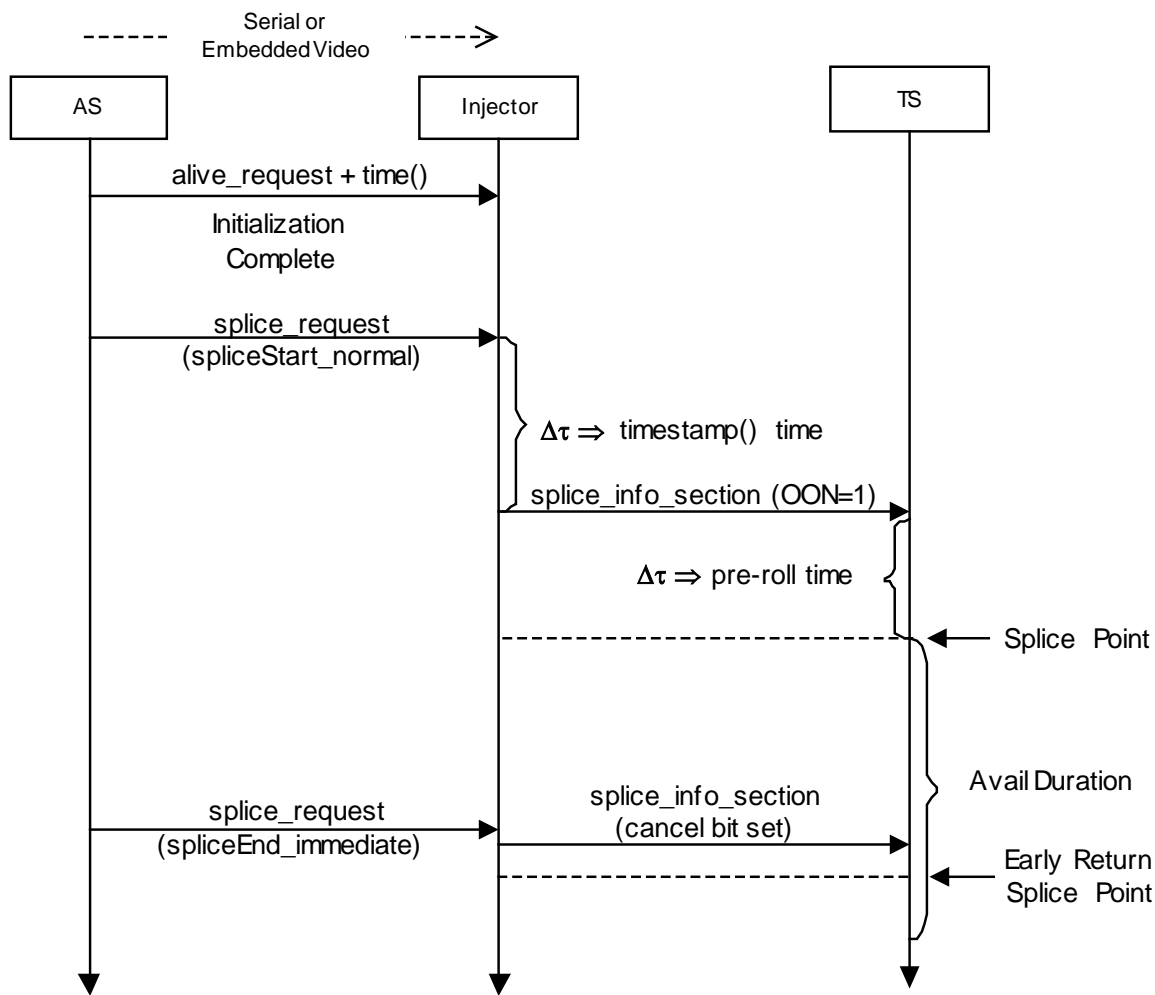 Serial or
Embedded Video
AS
Injector
TS
alive_request + time()
Initialization
Complete
splice_request
(spliceStart_normal)
Δτ ⇒ timestamp() time
splice_info_section (OON=1)
Δτ ⇒ pre-roll time
Splice Point
Avail Duration
splice_request
(spliceEnd_immediate)
splice_info_section
(cancel bit set)
Early Return
Splice Point